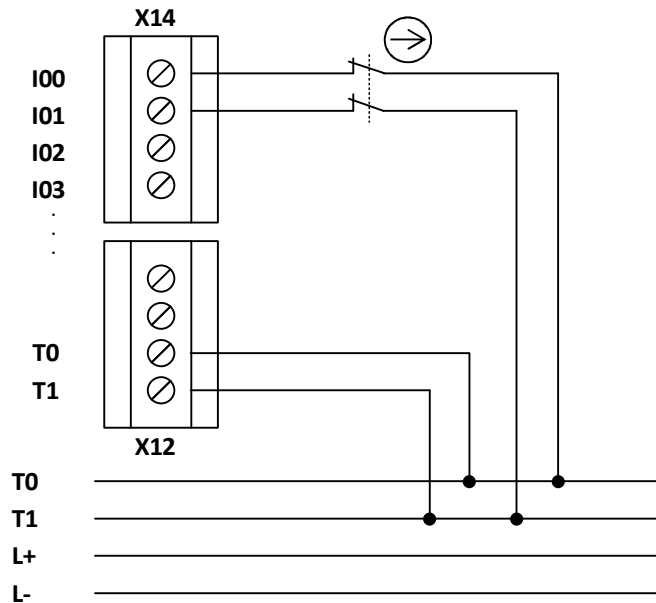 X14
I00
I01
I02
I03
.
.
.
T0
T1
X12
T0
T1
L+
L-